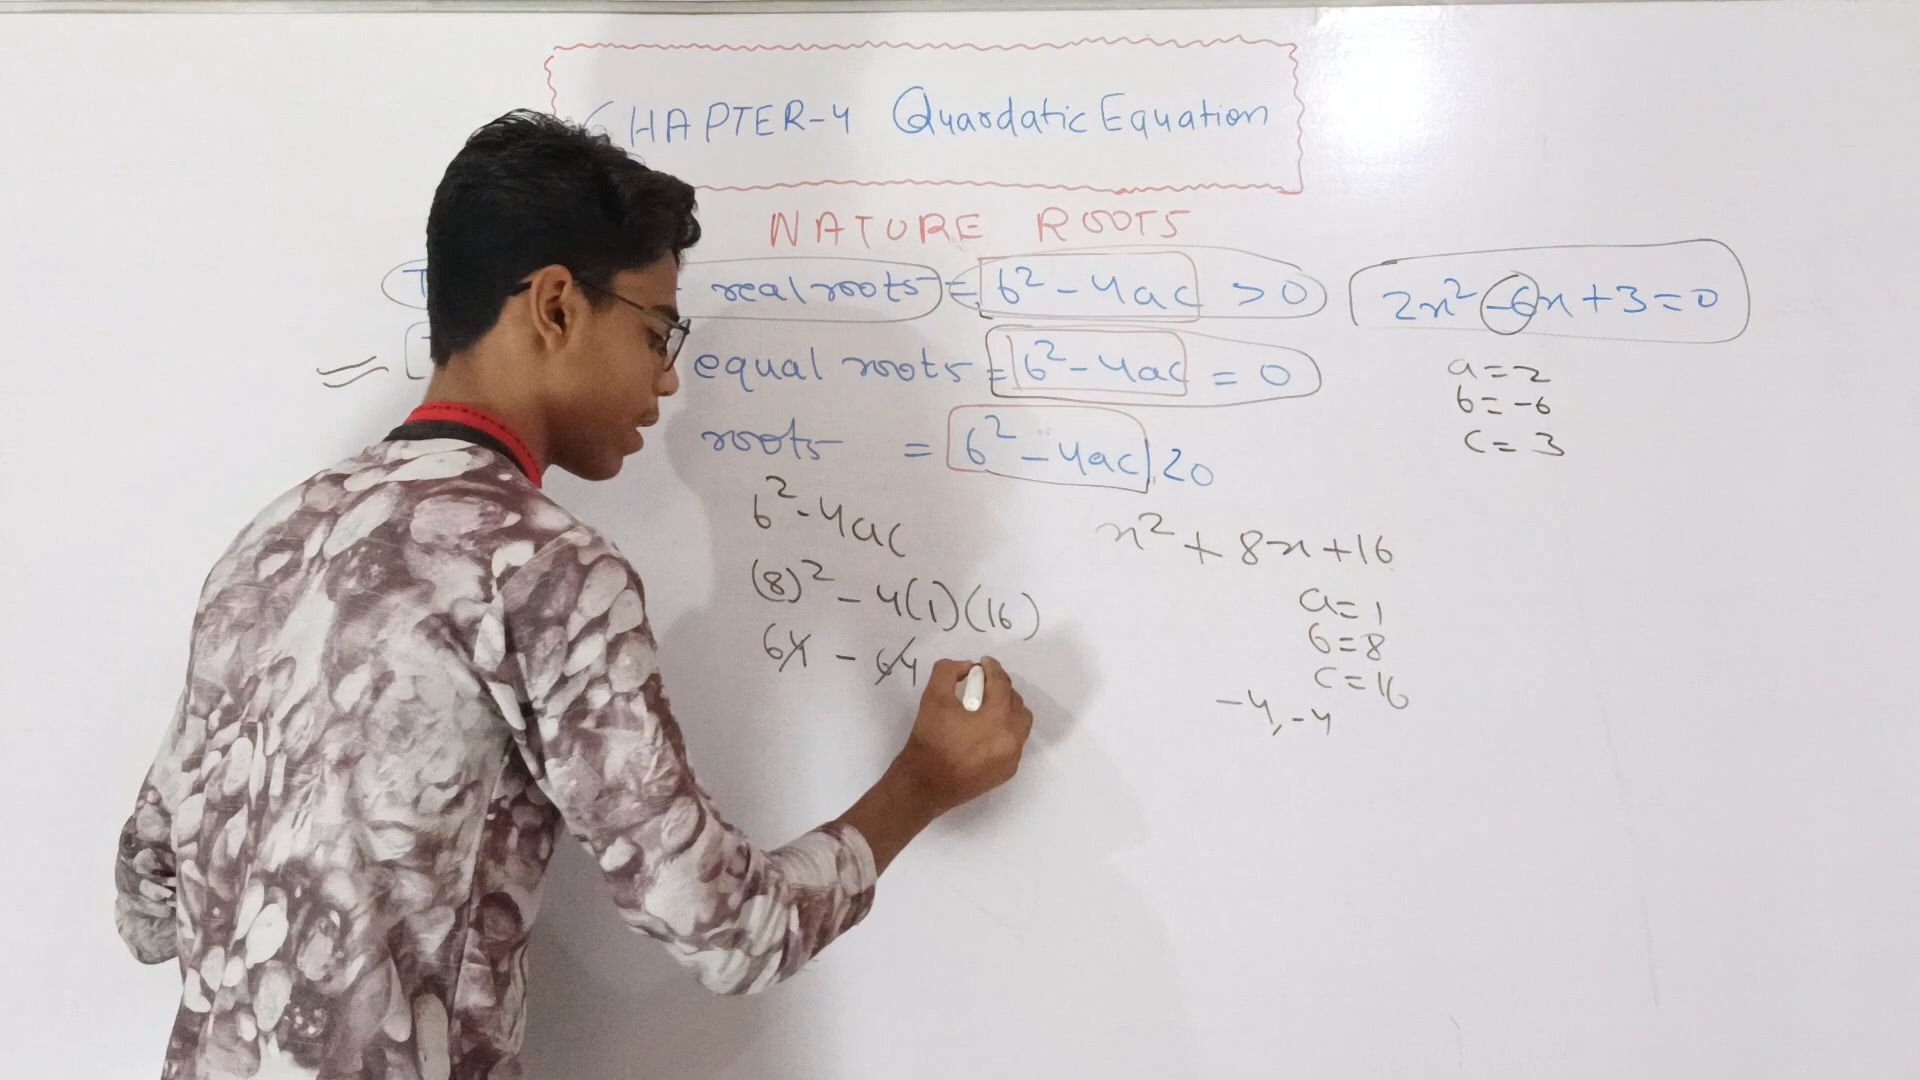 CHAPTER-4 Quardatic Equation
NATURE ROOTS
real roots = b² - 4ac > 0
equal roots = b² - 4ac = 0
roots = b² - 4ac
2x² - 6x + 3 = 0
a = 2
b = -6
c = 3
b² - 4ac
(8)² - 4(1)(16)
64 - 64
x² + 8x + 16
a = 1
b = 8
c = 16
-4, -4